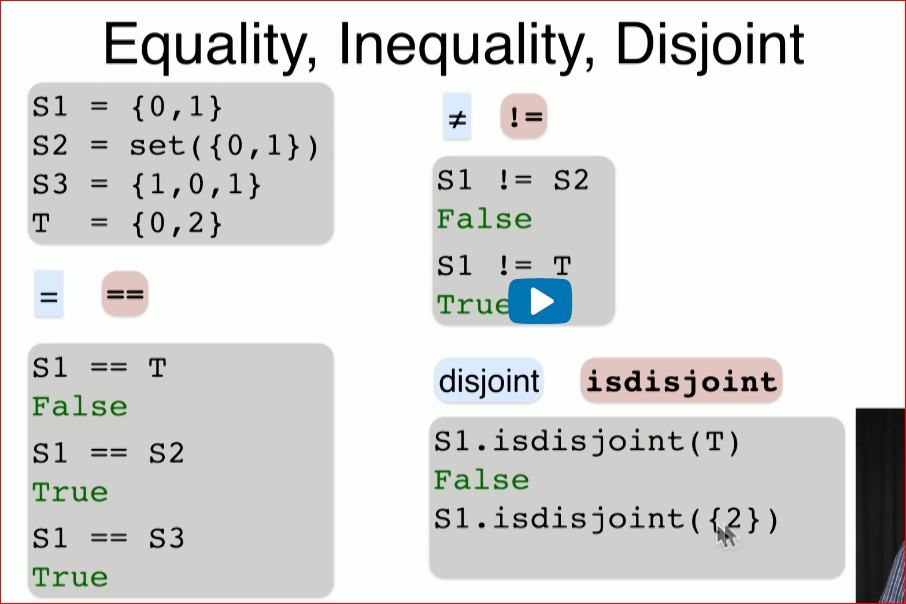 Equality, Inequality, Disjoint
S1 = {0,1}
S2 = set({0,1})
S3 = {1,0,1}
T = {0,2}
= ==
S1 == T
False
S1 == S2
True
S1 == S3
True
≠ !=
S1 != S2
False
S1 != T
True
disjoint isdisjoint
S1.isdisjoint(T)
False
S1.isdisjoint({2})